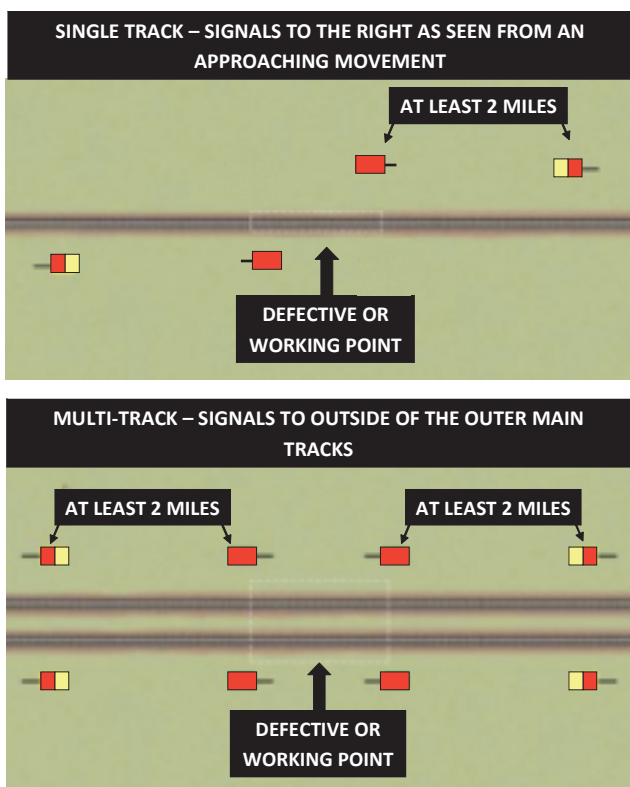 SINGLE TRACK – SIGNALS TO THE RIGHT AS SEEN FROM AN
APPROACHING MOVEMENT
AT LEAST 2 MILES
DEFECTIVE OR
WORKING POINT
MULTI-TRACK – SIGNALS TO OUTSIDE OF THE OUTER MAIN
TRACKS
AT LEAST 2 MILES
AT LEAST 2 MILES
DEFECTIVE OR
WORKING POINT